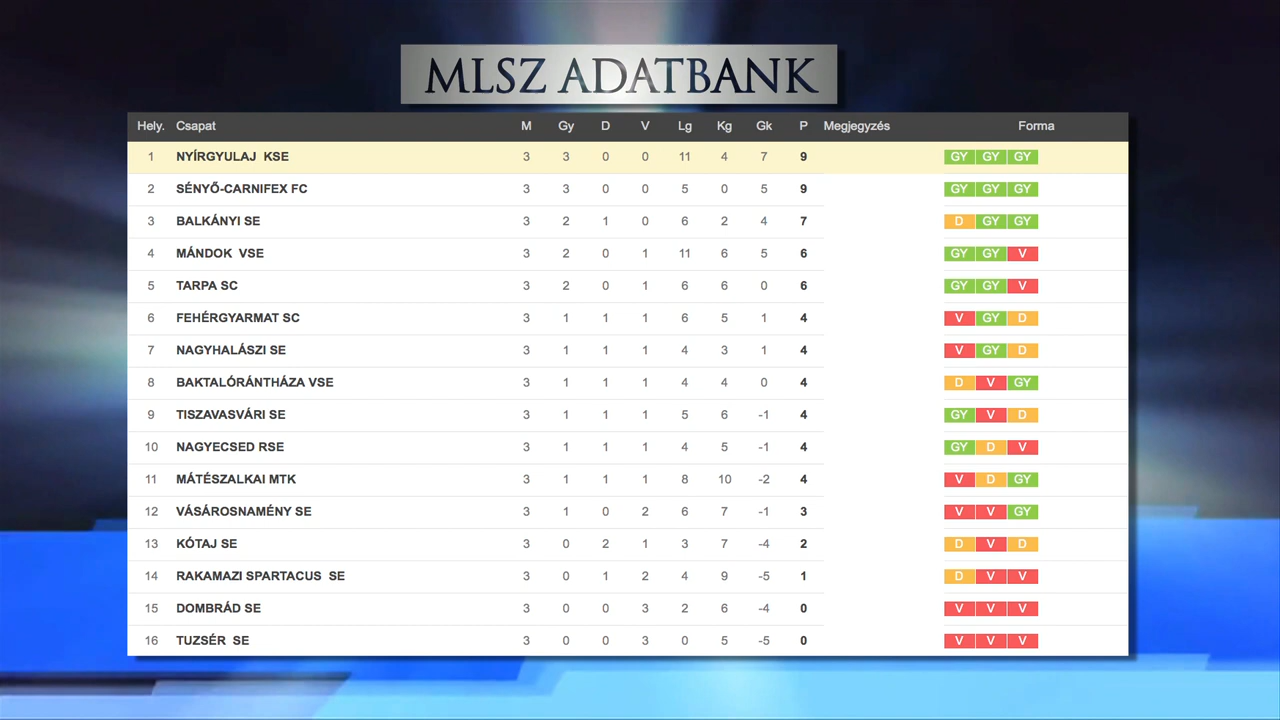 MLSZ ADATBANK
Hely. Csapat M Gy D V Lg Kg Gk P Megjegyzés Forma
1 NYÍRGYULAJ KSE 3 3 0 0 11 4 7 9 GY GY GY
2 SÉNYŐ-CARNIFEX FC 3 3 0 0 5 0 5 9 GY GY GY
3 BALKÁNYI SE 3 2 1 0 6 2 4 7 D GY GY
4 MÁNDOK VSE 3 2 0 1 11 6 5 6 GY GY V
5 TARPA SC 3 2 0 1 6 6 0 6 GY GY V
6 FEHÉRGYARMAT SC 3 1 1 1 6 5 1 4 V GY D
7 NAGYHALÁSZI SE 3 1 1 1 4 3 1 4 V GY D
8 BAKTALÓRÁNTHÁZA VSE 3 1 1 1 4 4 0 4 D V GY
9 TISZAVASVÁRI SE 3 1 1 1 5 6 -1 4 GY V D
10 NAGYECSED RSE 3 1 1 1 4 5 -1 4 GY D V
11 MÁTÉSZALKAI MTK 3 1 1 1 8 10 -2 4 V D GY
12 VÁSÁROSNAMÉNY SE 3 1 0 2 6 7 -1 3 V V GY
13 KÓTAJ SE 3 0 2 1 3 7 -4 2 D V D
14 RAKAMAZI SPARTACUS SE 3 0 1 2 4 9 -5 1 D V V
15 DOMBRÁD SE 3 0 0 3 2 6 -4 0 V V V
16 TUZSÉR SE 3 0 0 3 0 5 -5 0 V V V